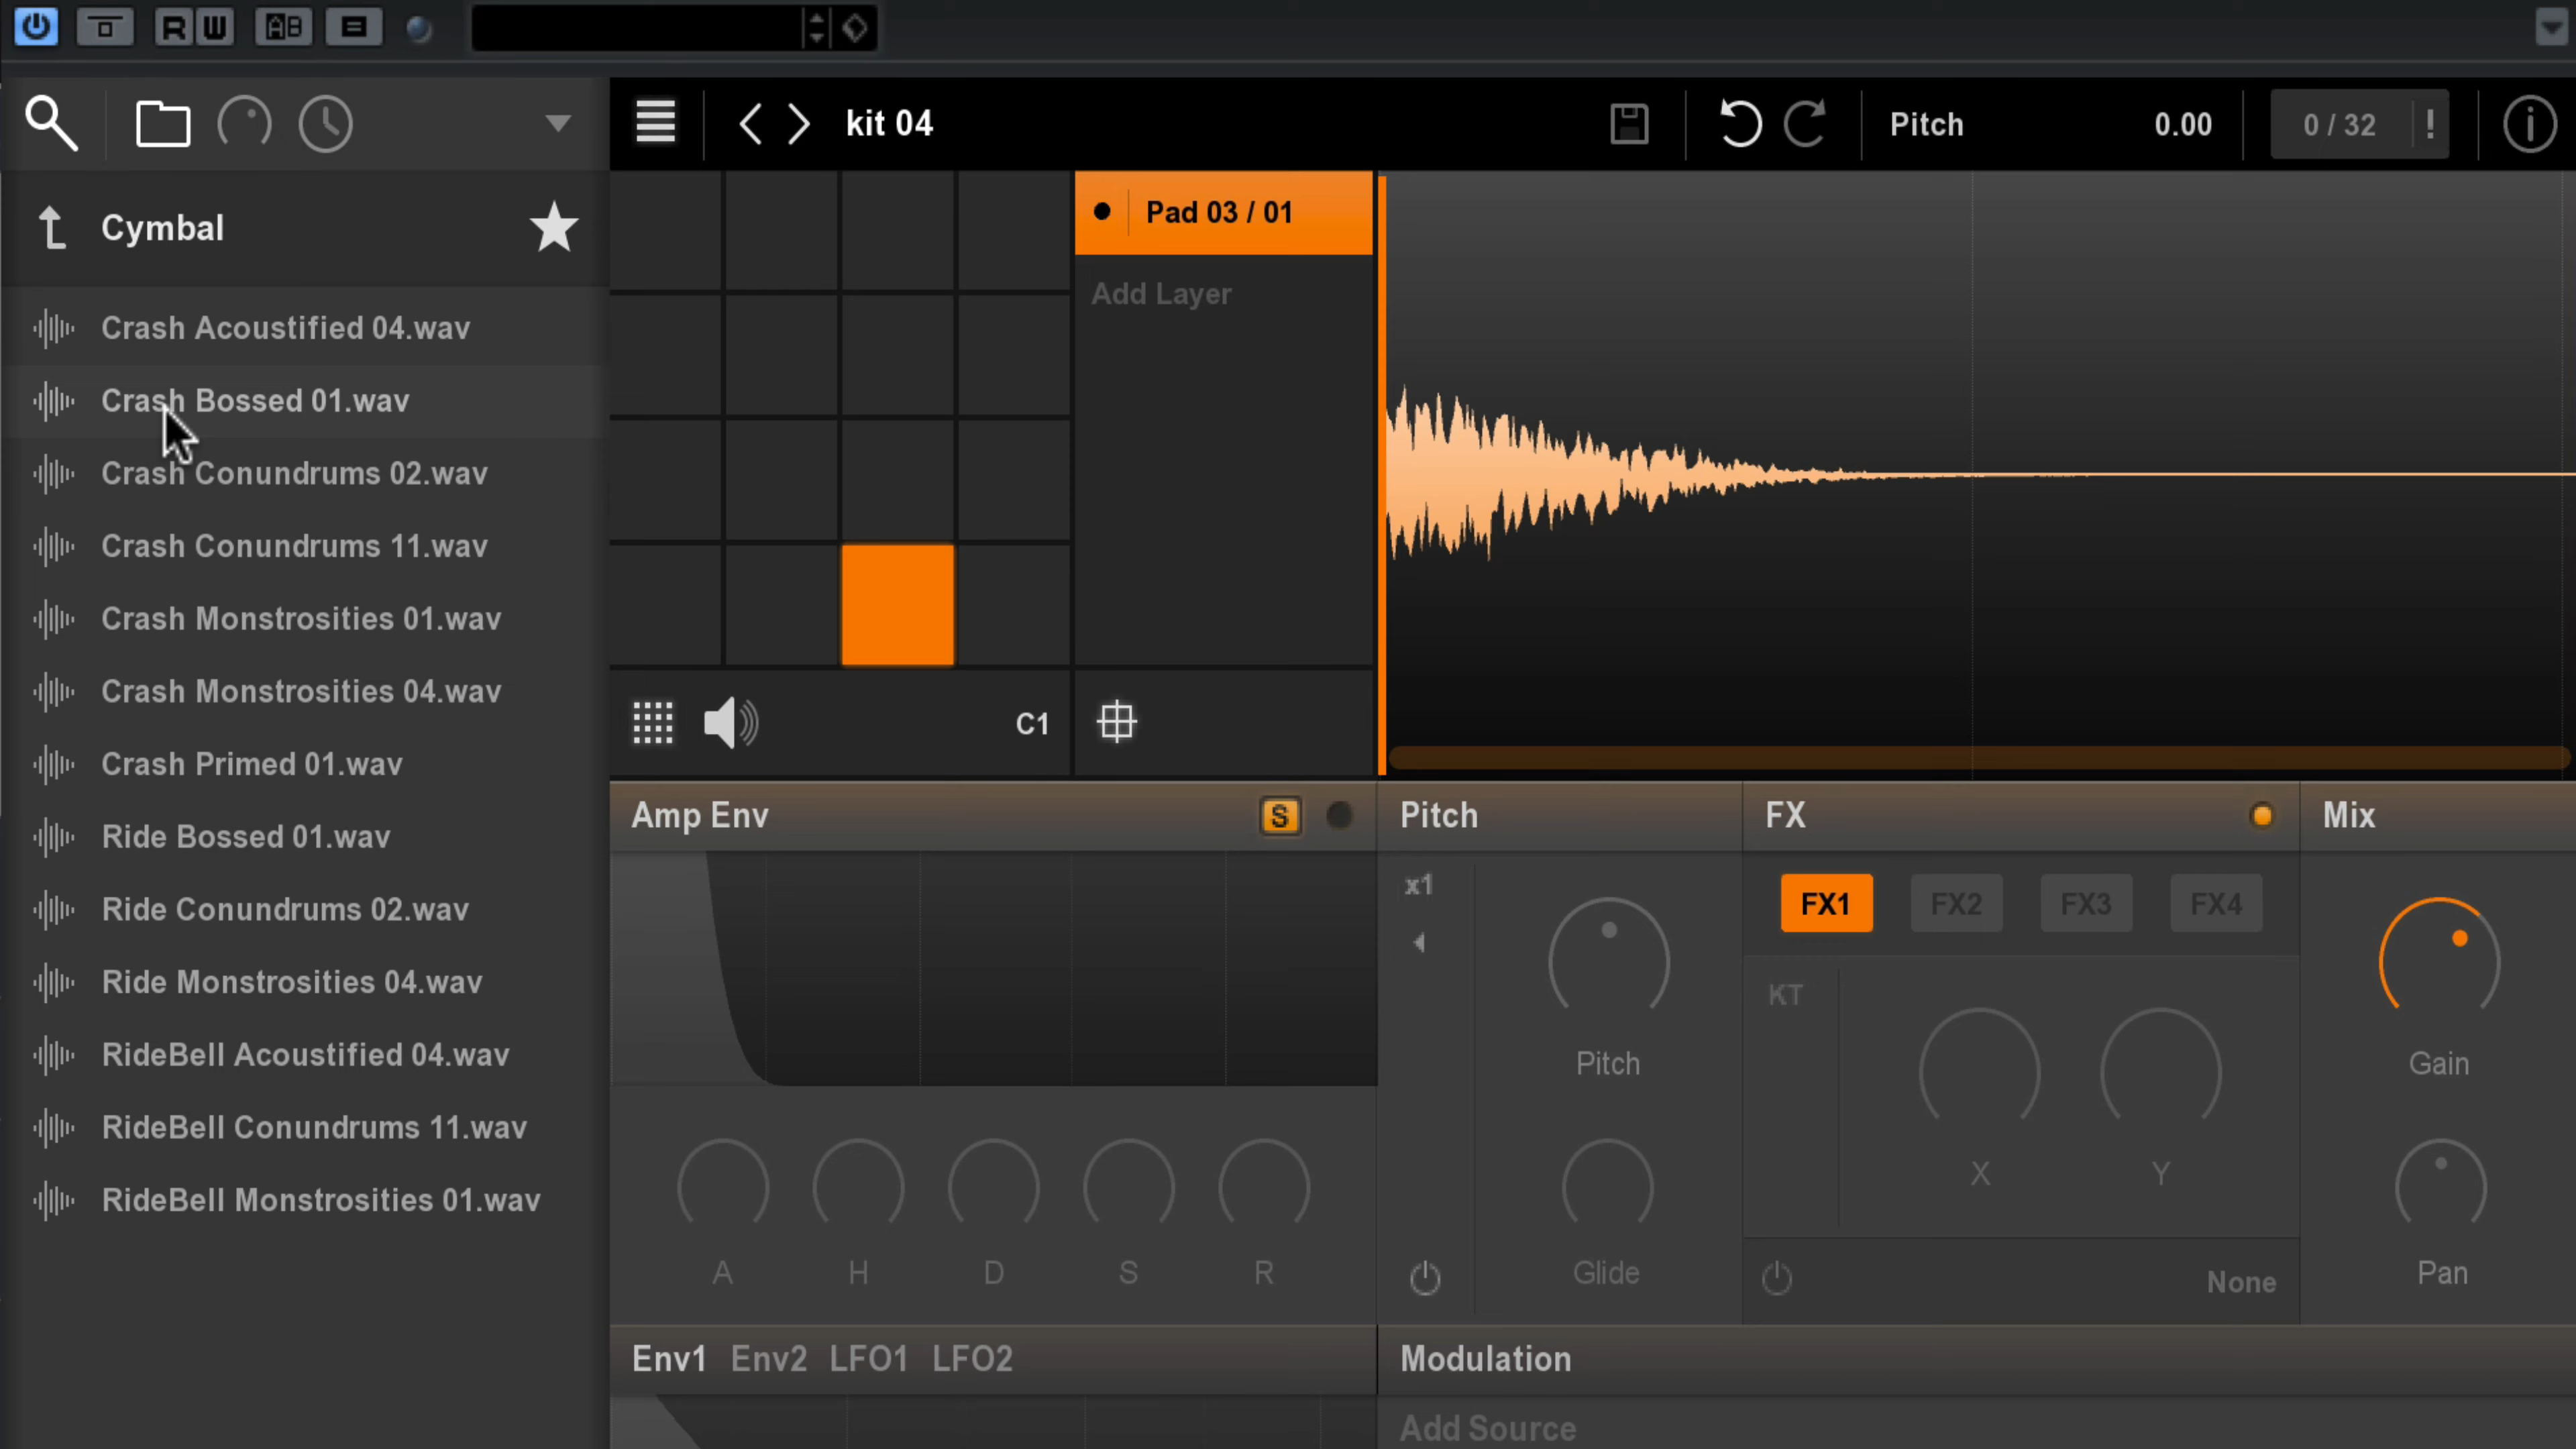 R W AB
kit 04
Pitch 0.00 0 / 32 !
Cymbal
Crash Acoustified 04.wav
Crash Bossed 01.wav
Crash Conundrums 02.wav
Crash Conundrums 11.wav
Crash Monstrosities 01.wav
Crash Monstrosities 04.wav
Crash Primed 01.wav
Ride Bossed 01.wav
Ride Conundrums 02.wav
Ride Monstrosities 04.wav
RideBell Acoustified 04.wav
RideBell Conundrums 11.wav
RideBell Monstrosities 01.wav
Pad 03 / 01
Add Layer
C1
Amp Env S
A H D S R
Pitch
x1
Pitch
Glide
FX
FX1 FX2 FX3 FX4
KT
X Y
None
Mix
Gain
Pan
Env1 Env2 LFO1 LFO2
Modulation
Add Source